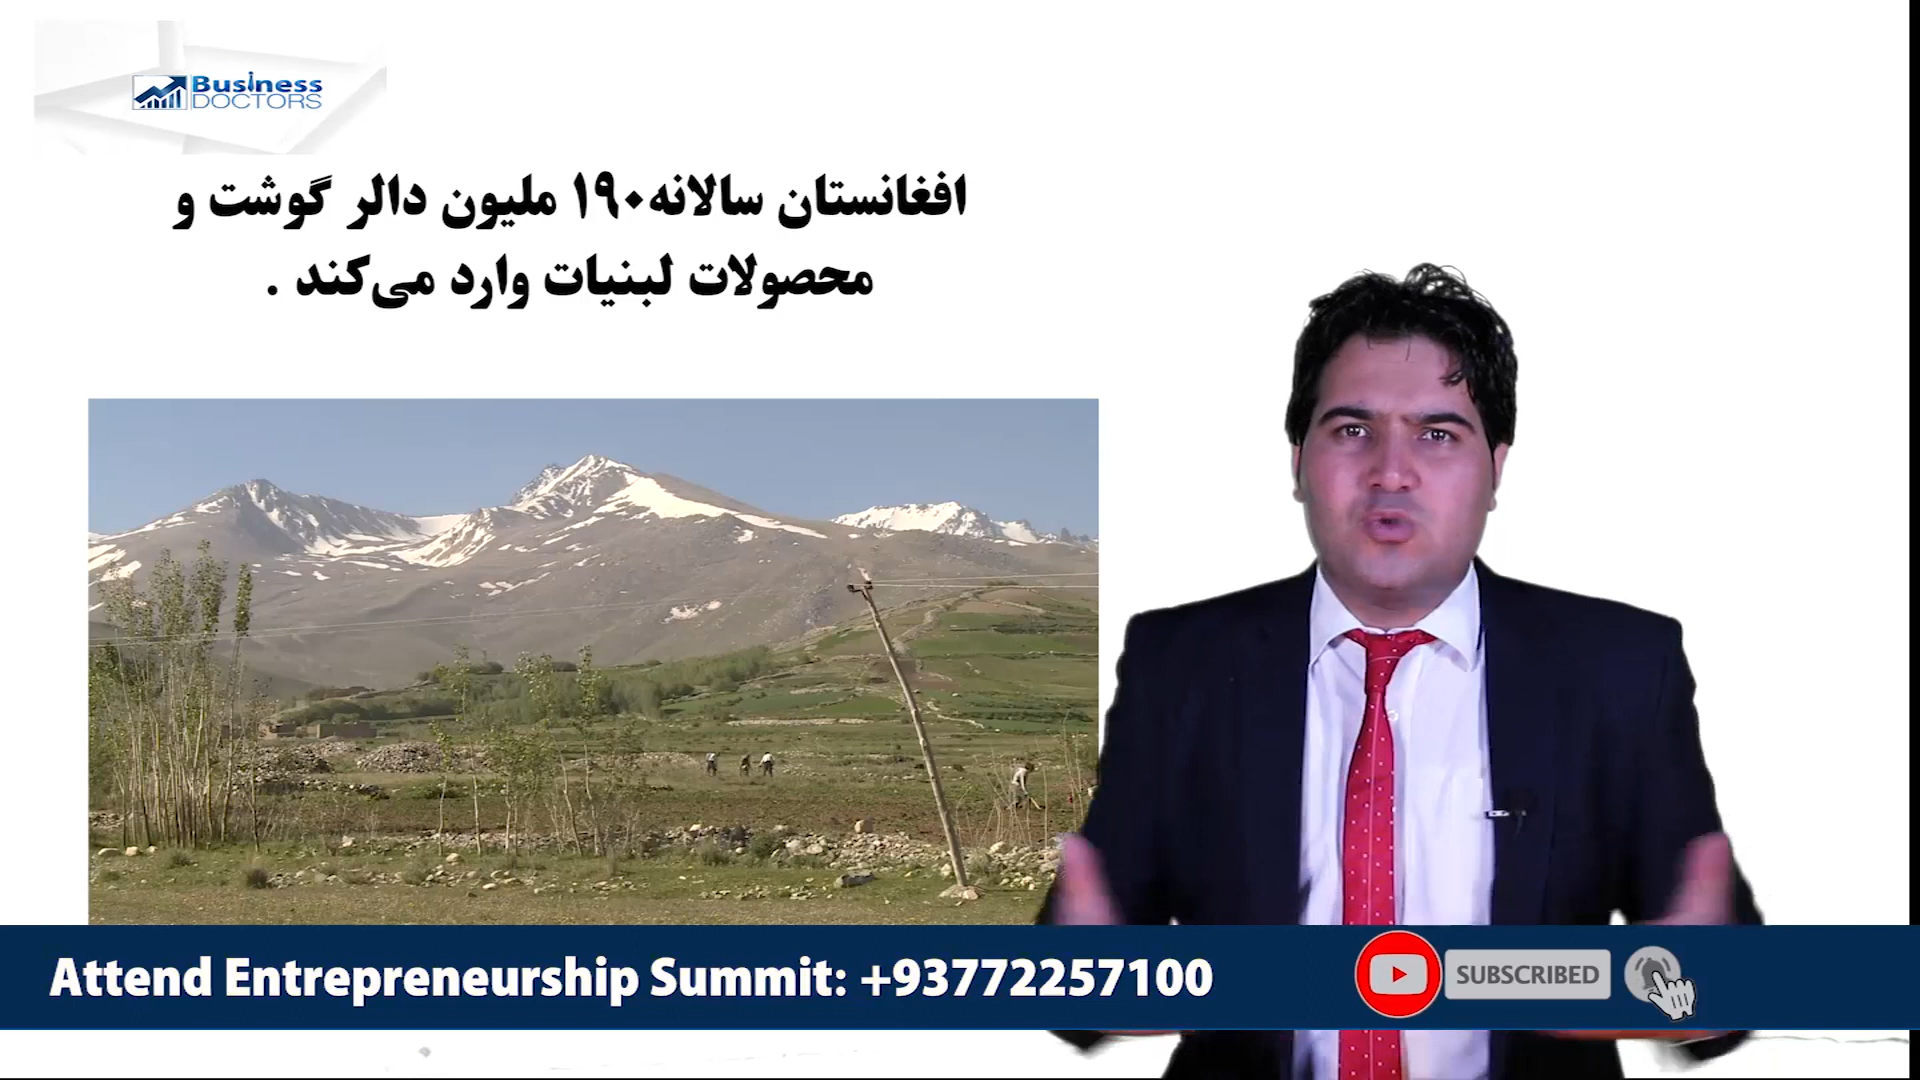 Business
DOCTORS
افغانستان سالانه۱۹۰ ملیون دالر گوشت و
محصولات لبنیات وارد می‌کند .
Attend Entrepreneurship Summit: +93772257100
SUBSCRIBED